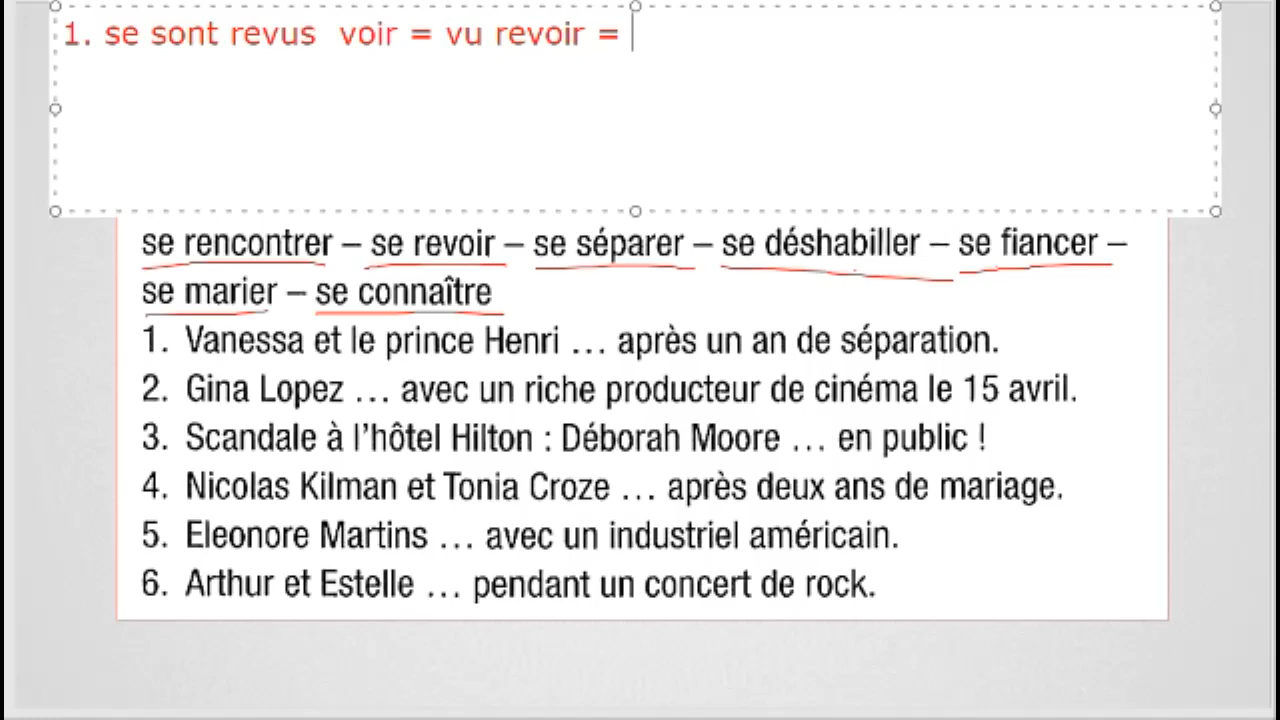 1. se sont revus voir = vu revoir =
se rencontrer – se revoir – se séparer – se déshabiller – se fiancer –
se marier – se connaître
1. Vanessa et le prince Henri … après un an de séparation.
2. Gina Lopez … avec un riche producteur de cinéma le 15 avril.
3. Scandale à l'hôtel Hilton : Déborah Moore … en public !
4. Nicolas Kilman et Tonia Croze … après deux ans de mariage.
5. Eleonore Martins … avec un industriel américain.
6. Arthur et Estelle … pendant un concert de rock.